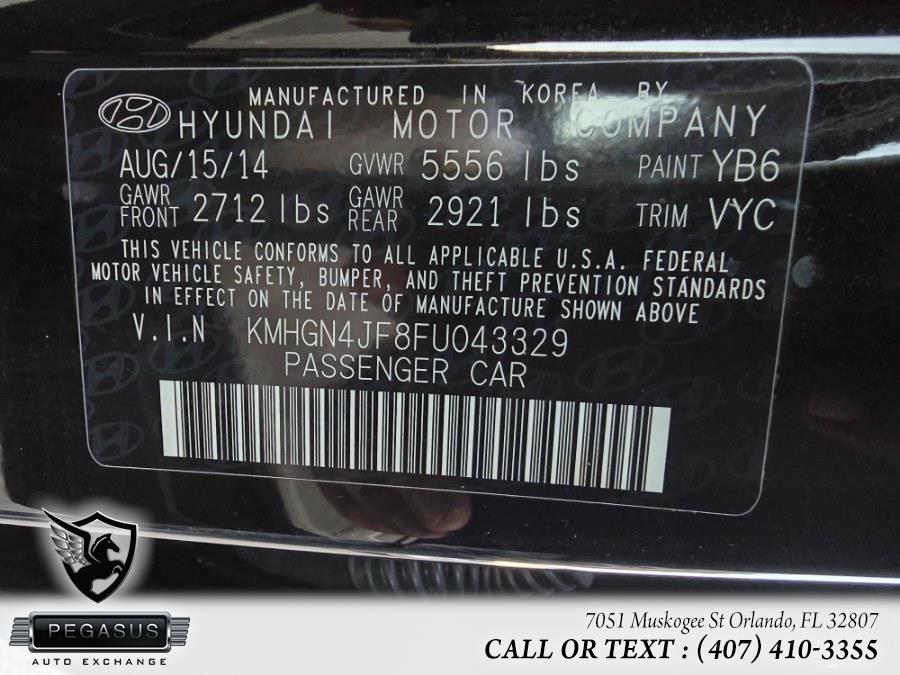 MANUFACTURED IN KOREA BY
HYUNDAI MOTOR COMPANY
AUG/15/14 GVWR 5556 lbs PAINT YB6
GAWR FRONT 2712 lbs GAWR REAR 2921 lbs TRIM VYC
THIS VEHICLE CONFORMS TO ALL APPLICABLE U.S.A. FEDERAL
MOTOR VEHICLE SAFETY, BUMPER, AND THEFT PREVENTION STANDARDS
IN EFFECT ON THE DATE OF MANUFACTURE SHOWN ABOVE
V.I.N KMHGN4JF8FU043329
PASSENGER CAR
PEGASUS
AUTO EXCHANGE
7051 Muskogee St Orlando, FL 32807
CALL OR TEXT : (407) 410-3355